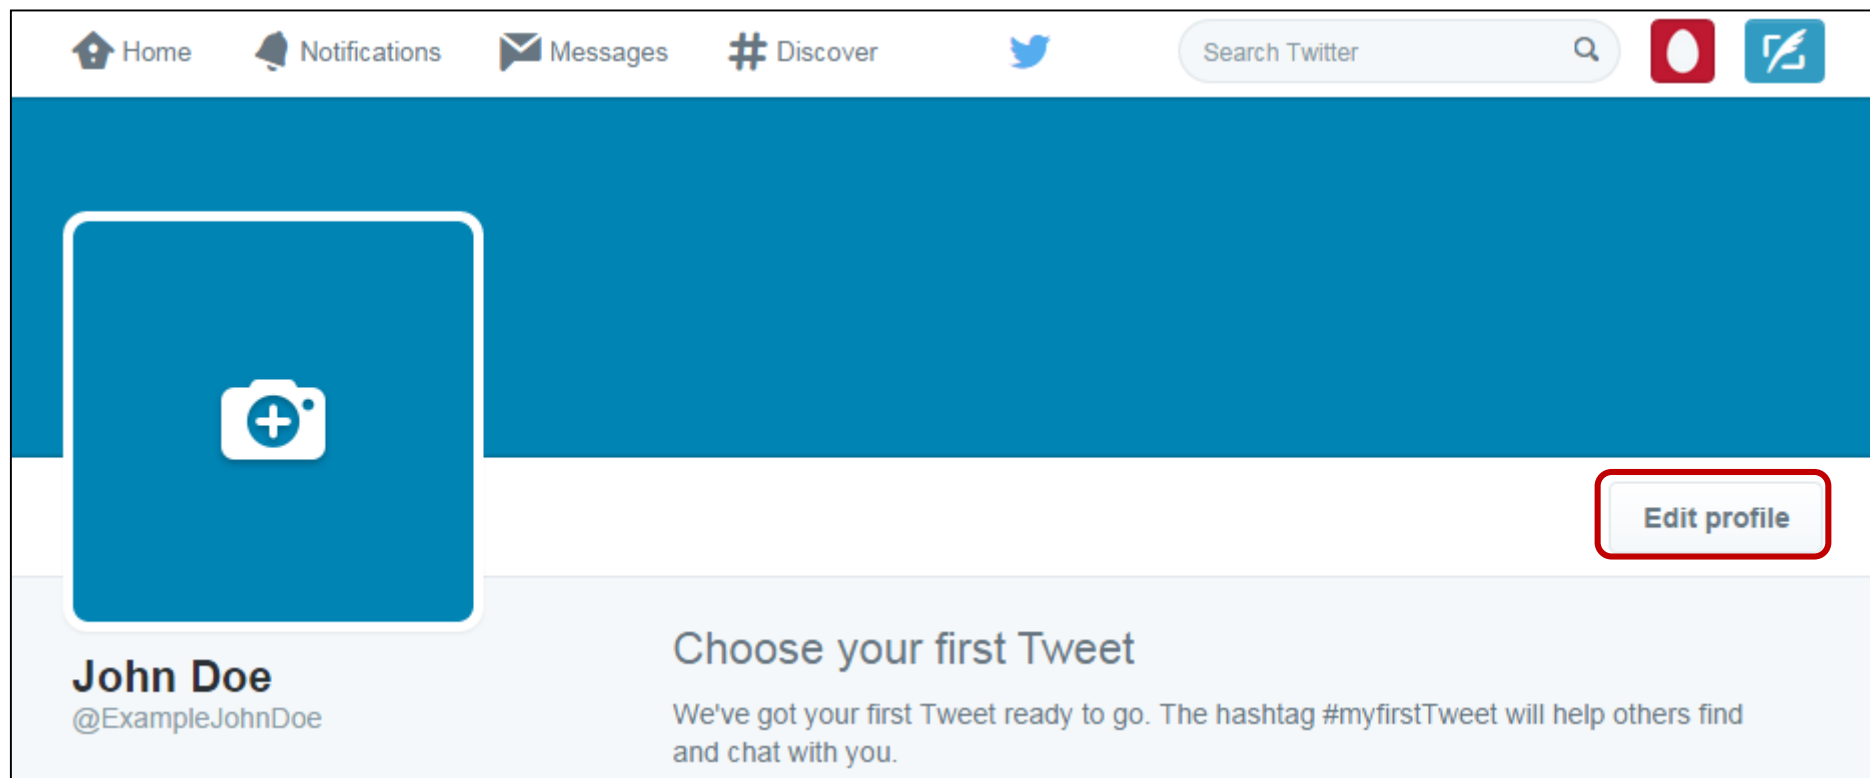 Home Notifications Messages Discover Search Twitter
Edit profile
John Doe
@ExampleJohnDoe
Choose your first Tweet
We've got your first Tweet ready to go. The hashtag #myfirstTweet will help others find
and chat with you.